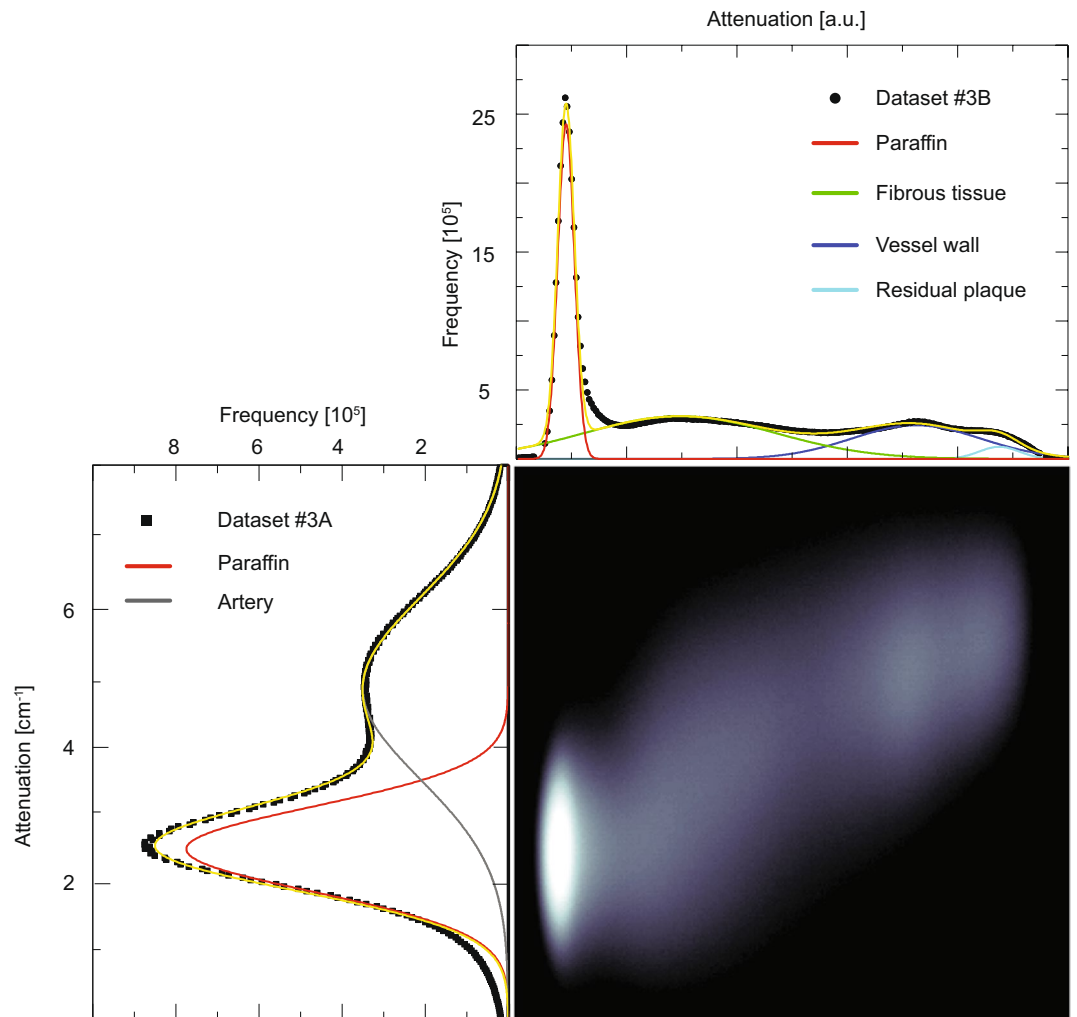 Attenuation [a.u.]
Frequency [10⁵]
25
15
5
Dataset #3B
Paraffin
Fibrous tissue
Vessel wall
Residual plaque
Frequency [10⁵]
8 6 4 2
Attenuation [cm⁻¹]
6
4
2
Dataset #3A
Paraffin
Artery